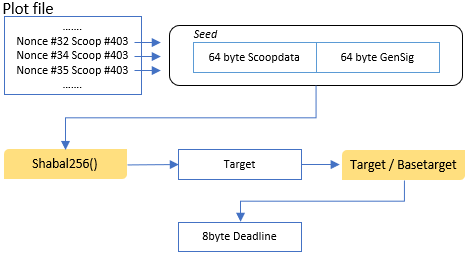 Plot file
.......
Nonce #32 Scoop #403
Nonce #34 Scoop #403
Nonce #35 Scoop #403
.......
Seed
64 byte Scoopdata
64 byte GenSig
Shabal256()
Target
Target / Basetarget
8byte Deadline